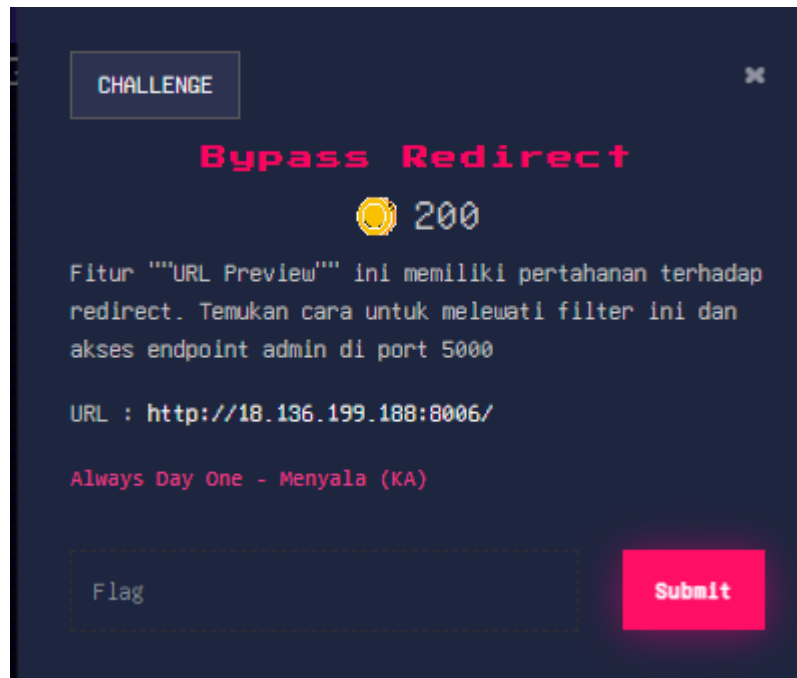 CHALLENGE
✖
Bypass Redirect
200
Fitur ""URL Preview"" ini memiliki pertahanan terhadap
redirect. Temukan cara untuk melewati filter ini dan
akses endpoint admin di port 5000
URL : http://18.136.199.188:8006/
Always Day One - Menyala (KA)
Flag
Submit